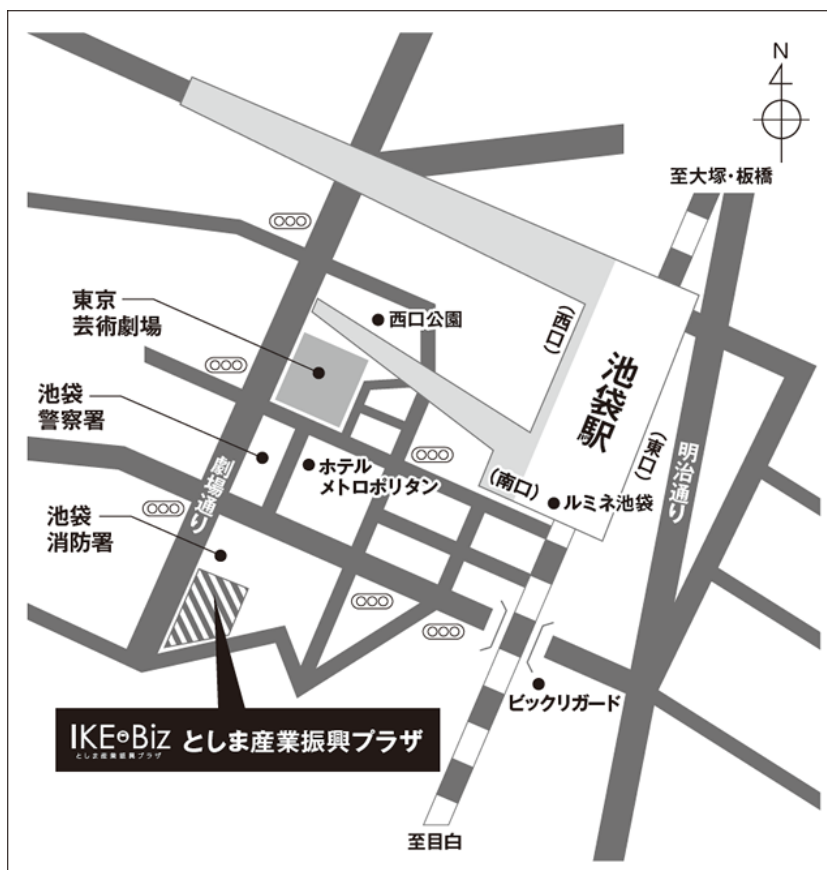 N
至大塚・板橋
東京
芸術劇場
西口公園
(西口)
池袋駅
(東口)
明治通り
池袋
警察署
ホテル
メトロポリタン
(南口)
ルミネ池袋
劇場通り
池袋
消防署
ビックリガード
IKE・Biz としま産業振興プラザ
としま産業振興プラザ
至目白